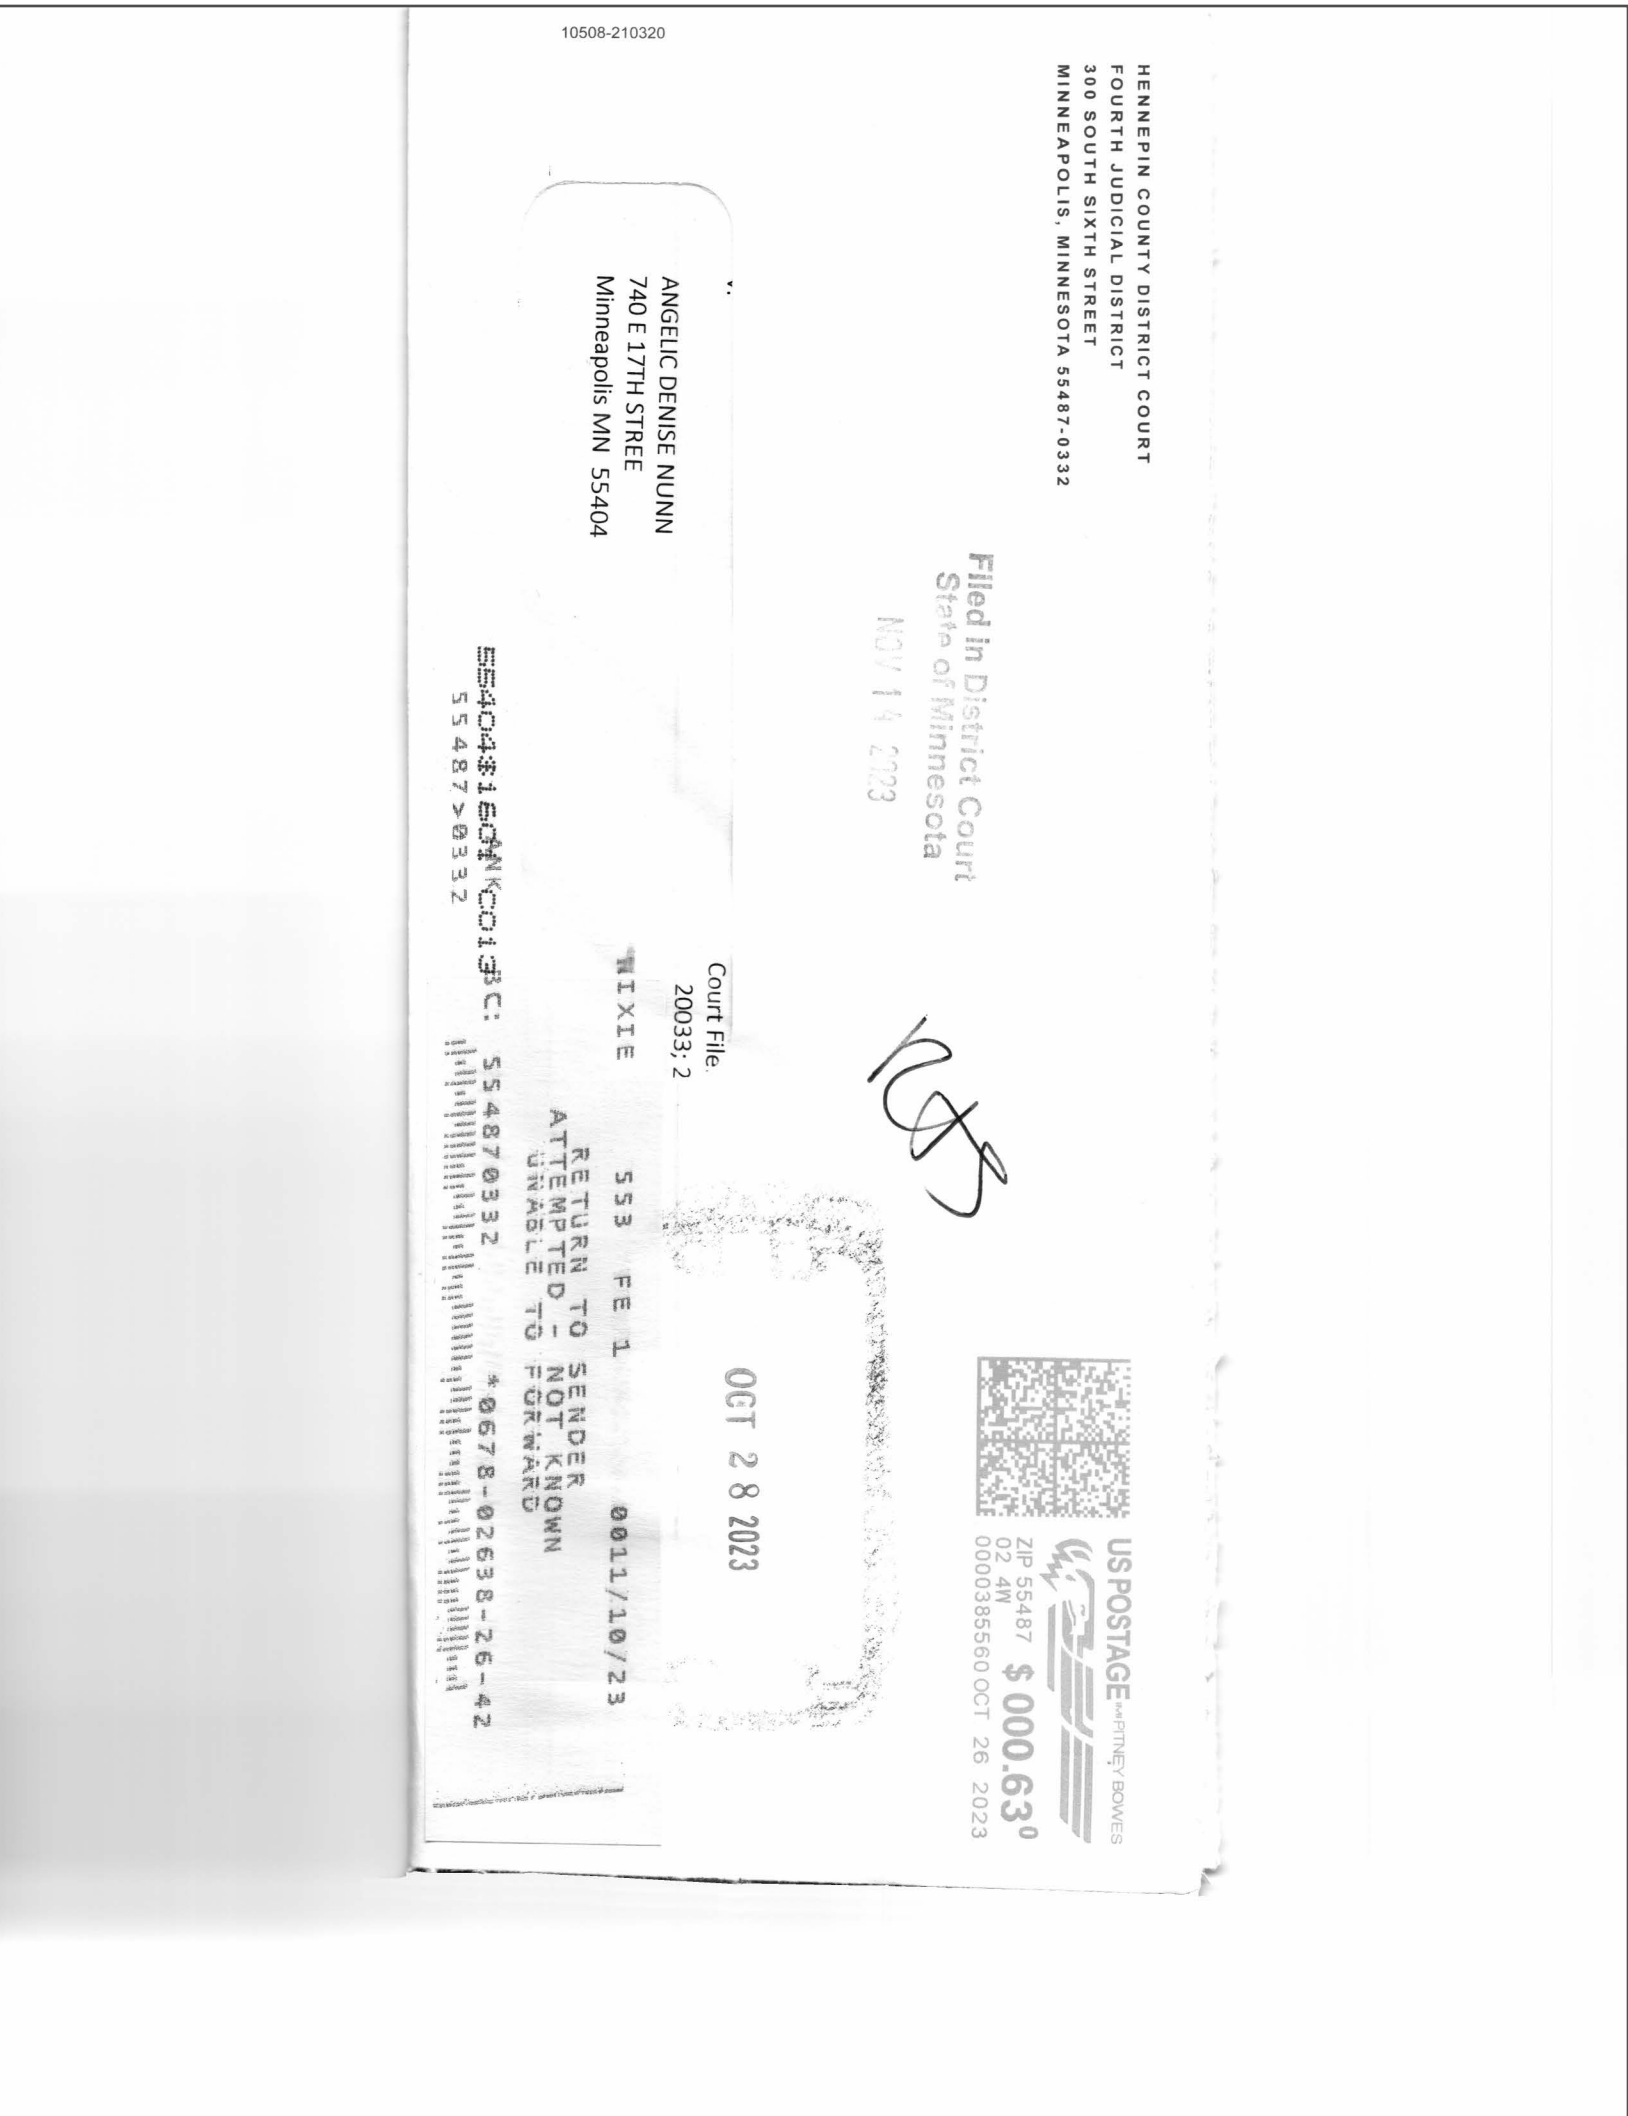 10508-210320
HENNEPIN COUNTY DISTRICT COURT
FOURTH JUDICIAL DISTRICT
300 SOUTH SIXTH STREET
MINNEAPOLIS, MINNESOTA 55487-0332
US POSTAGE IMI PITNEY BOWES
ZIP 55487 $ 000.63⁰
02 4W
0000385560 OCT 26 2023
Filed in District Court
State of Minnesota
NOV 14 2023
OCT 28 2023
v.
Court File
20033; 2
ANGELIC DENISE NUNN
740 E 17TH STREE
Minneapolis MN 55404
NIXIE 553 FE 1 0011/10/23
RETURN TO SENDER
ATTEMPTED - NOT KNOWN
UNABLE TO FORWARD
BC: 554870332 *0678-02638-26-42
55487>0332